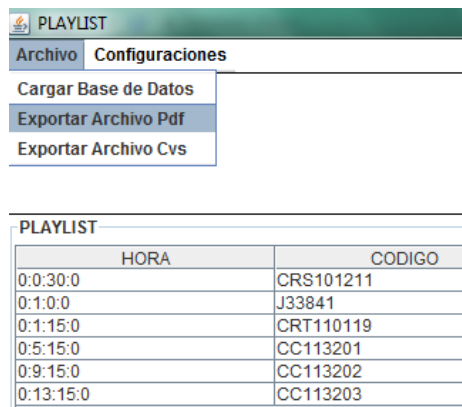 PLAYLIST
Archivo Configuraciones
Cargar Base de Datos
Exportar Archivo Pdf
Exportar Archivo Cvs
PLAYLIST
HORA CODIGO
0:0:30:0 CRS101211
0:1:0:0 J33841
0:1:15:0 CRT110119
0:5:15:0 CC113201
0:9:15:0 CC113202
0:13:15:0 CC113203